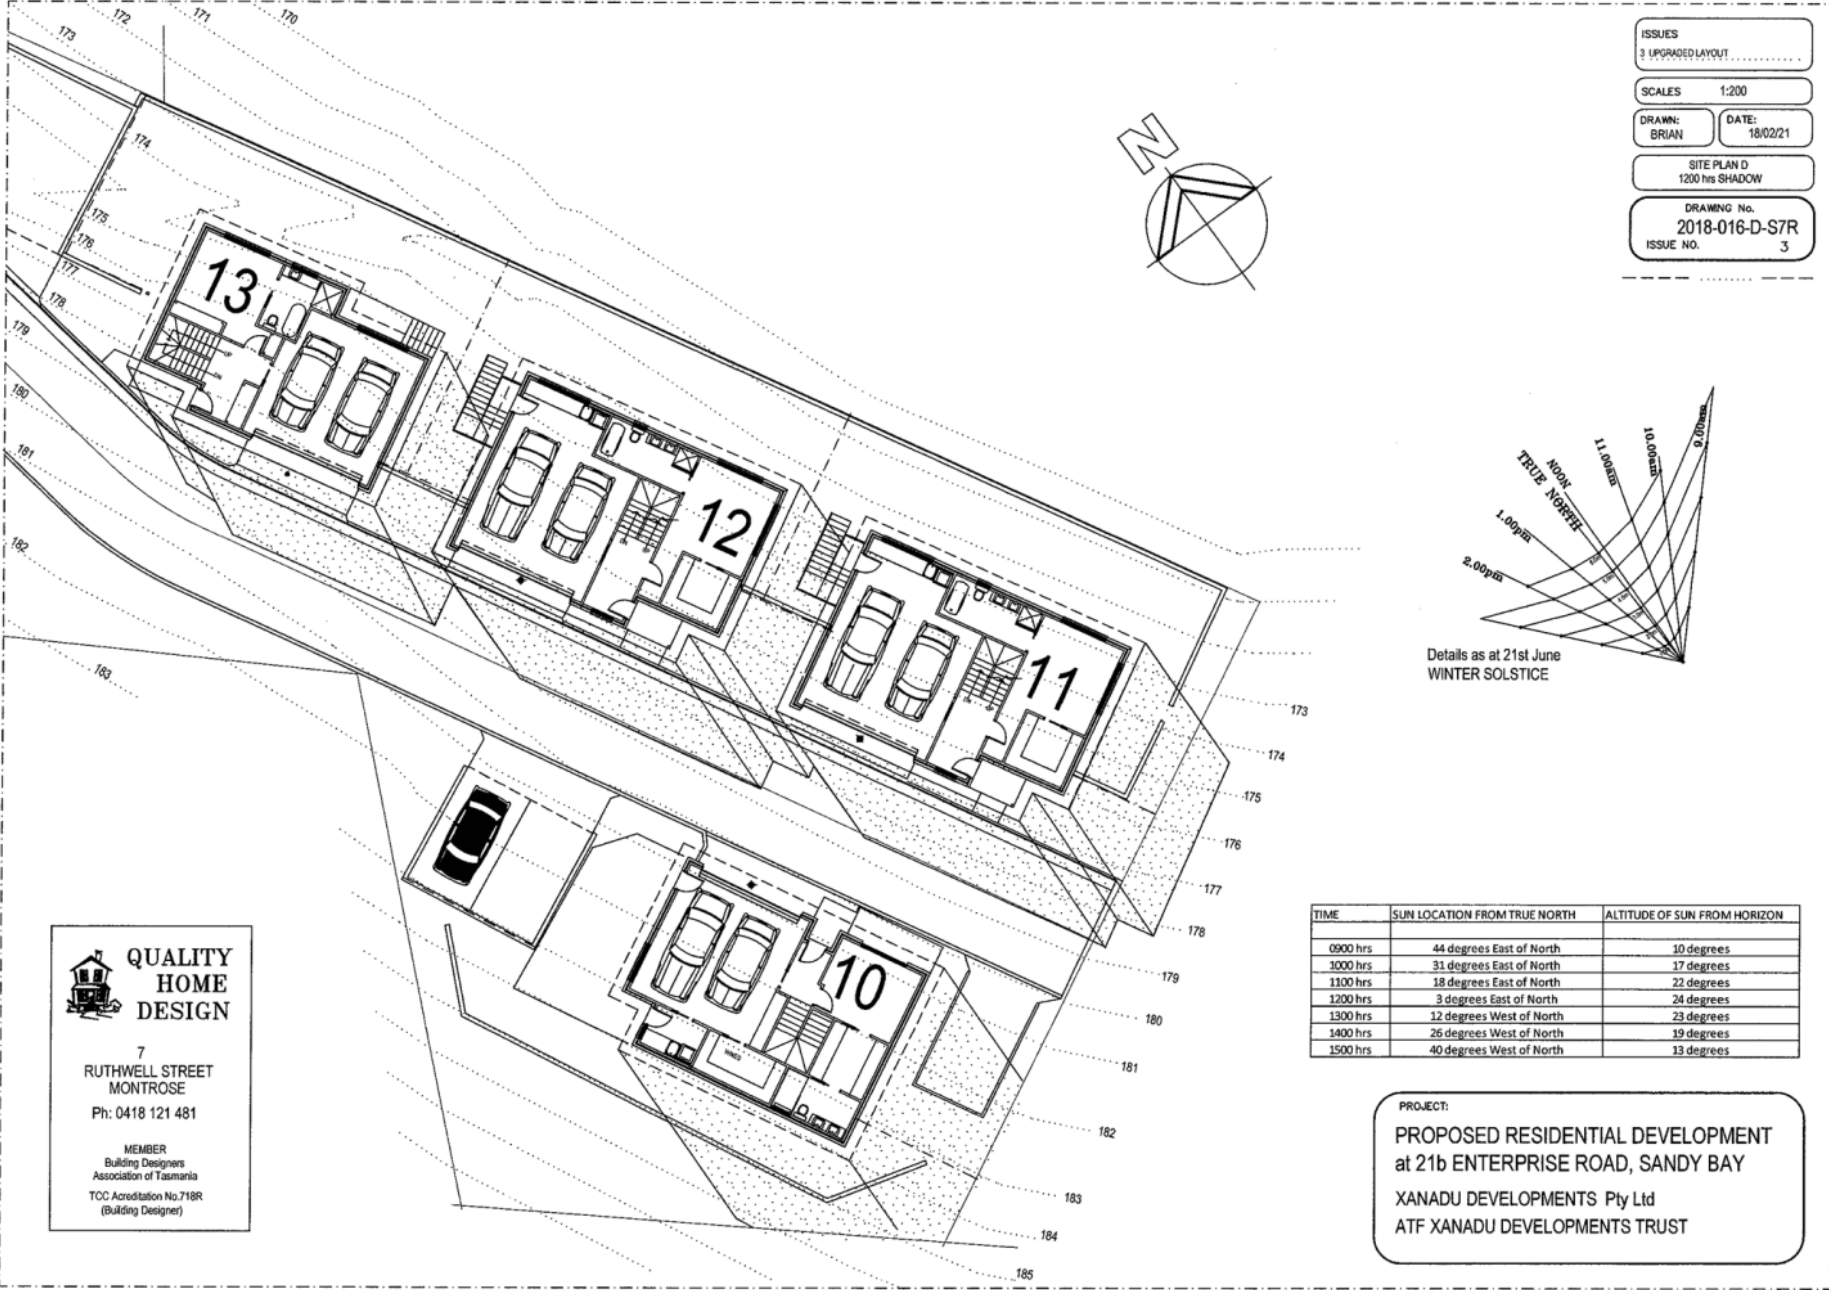 173
172
171
170
174
175
176
177
178
179
180
181
182
183
13
12
11
10
WINES
173
174
175
176
177
178
179
180
181
182
183
184
185
N
ISSUES
3 UPGRADED LAYOUT
SCALES 1:200
DRAWN:
BRIAN
DATE:
18/02/21
SITE PLAN D
1200 hrs SHADOW
DRAWING No.
2018-016-D-S7R
ISSUE NO. 3
9.00am
10.00am
11.00am
NOON
TRUE NORTH
1.00pm
2.00pm
Details as at 21st June
WINTER SOLSTICE
TIME SUN LOCATION FROM TRUE NORTH ALTITUDE OF SUN FROM HORIZON
0900 hrs 44 degrees East of North 10 degrees
1000 hrs 31 degrees East of North 17 degrees
1100 hrs 18 degrees East of North 22 degrees
1200 hrs 3 degrees East of North 24 degrees
1300 hrs 12 degrees West of North 23 degrees
1400 hrs 26 degrees West of North 19 degrees
1500 hrs 40 degrees West of North 13 degrees
QUALITY
HOME
DESIGN
7
RUTHWELL STREET
MONTROSE
Ph: 0418 121 481
MEMBER
Building Designers
Association of Tasmania
TCC Acreditation No.718R
(Building Designer)
PROJECT:
PROPOSED RESIDENTIAL DEVELOPMENT
at 21b ENTERPRISE ROAD, SANDY BAY
XANADU DEVELOPMENTS Pty Ltd
ATF XANADU DEVELOPMENTS TRUST